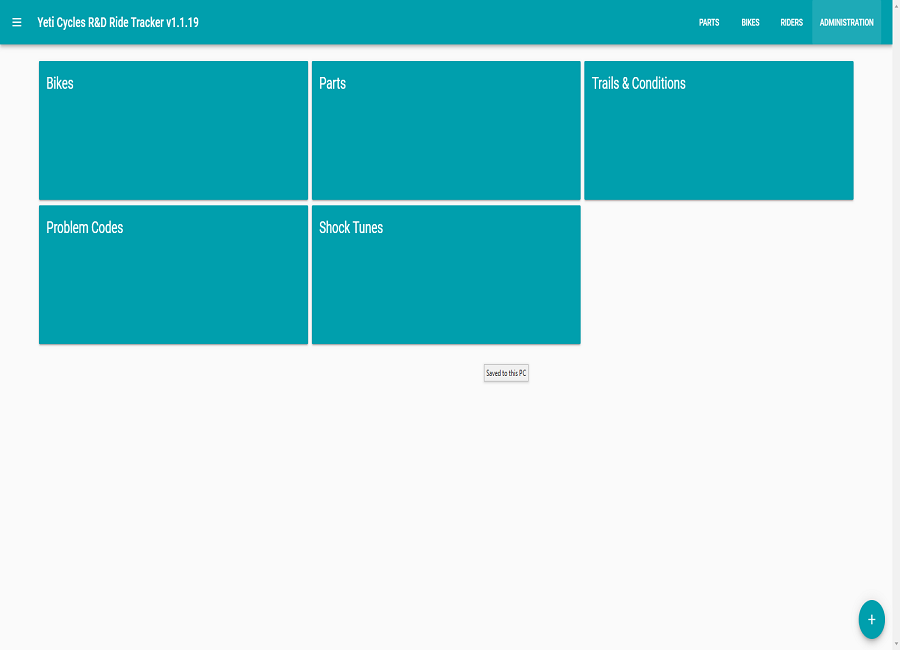 Yeti Cycles R&D Ride Tracker v1.1.19
PARTS
BIKES
RIDERS
ADMINISTRATION
Bikes
Parts
Trails & Conditions
Problem Codes
Shock Tunes
Saved to this PC
+